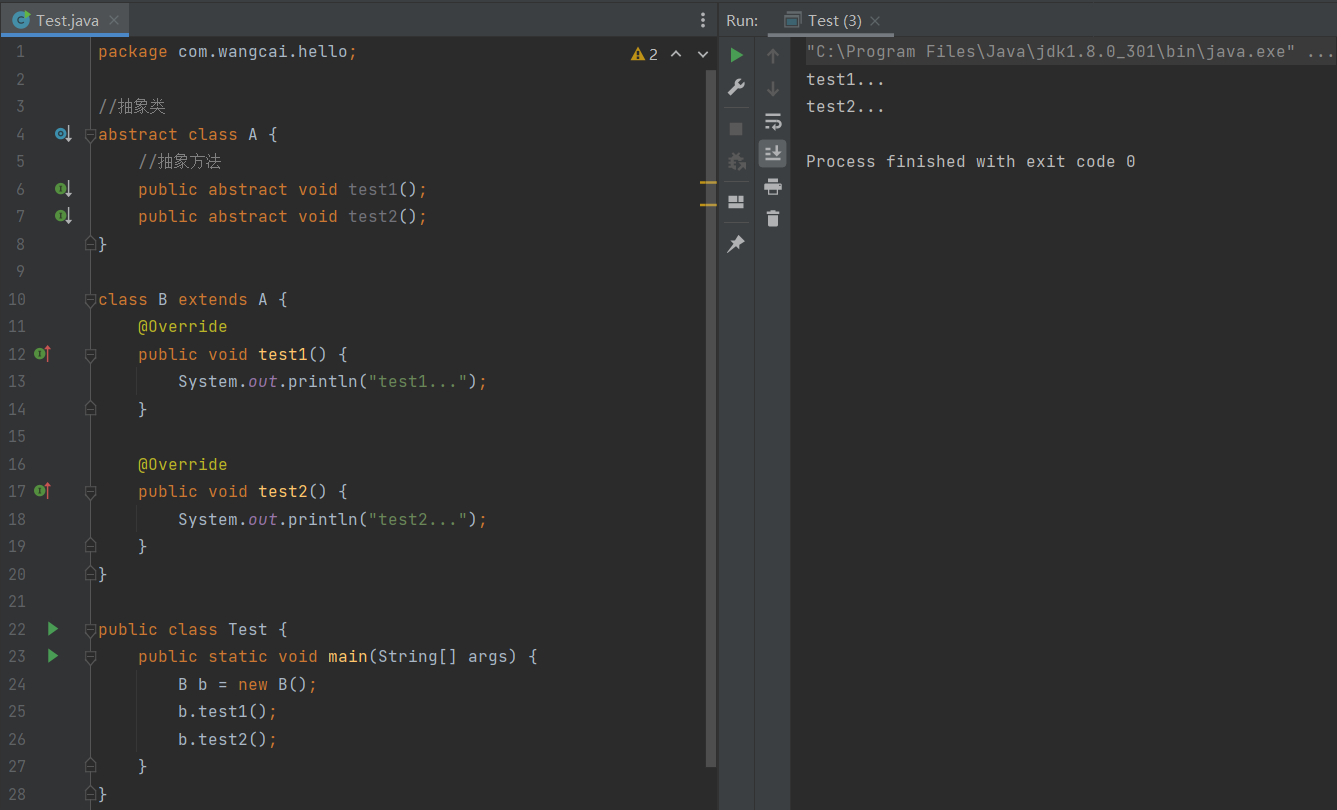 Test.java
Run:
Test (3)
2
1 package com.wangcai.hello;
2
3 //抽象类
4 abstract class A {
5     //抽象方法
6     public abstract void test1();
7     public abstract void test2();
8 }
9
10 class B extends A {
11     @Override
12     public void test1() {
13         System.out.println("test1...");
14     }
15
16     @Override
17     public void test2() {
18         System.out.println("test2...");
19     }
20 }
21
22 public class Test {
23     public static void main(String[] args) {
24         B b = new B();
25         b.test1();
26         b.test2();
27     }
28 }
"C:\Program Files\Java\jdk1.8.0_301\bin\java.exe" ...
test1...
test2...
Process finished with exit code 0